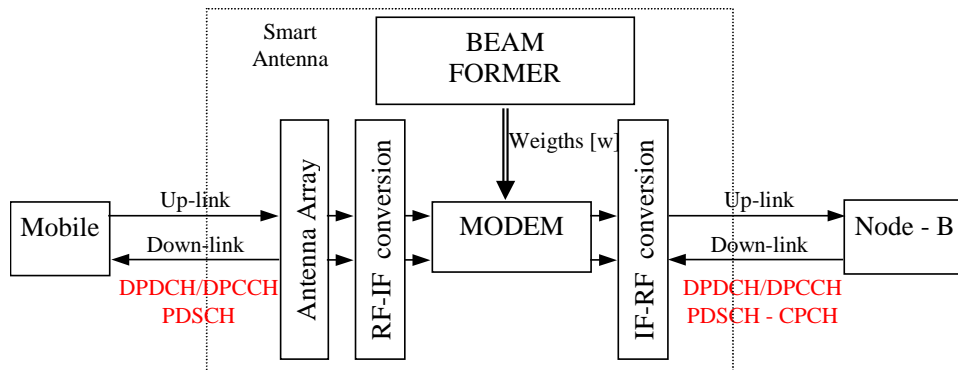 Smart
Antenna
BEAM
FORMER
Weigths [w]
Mobile
Up-link
Down-link
DPDCH/DPCCH
PDSCH
Antenna Array
RF-IF conversion
MODEM
IF-RF conversion
Up-link
Down-link
DPDCH/DPCCH
PDSCH - CPCH
Node - B